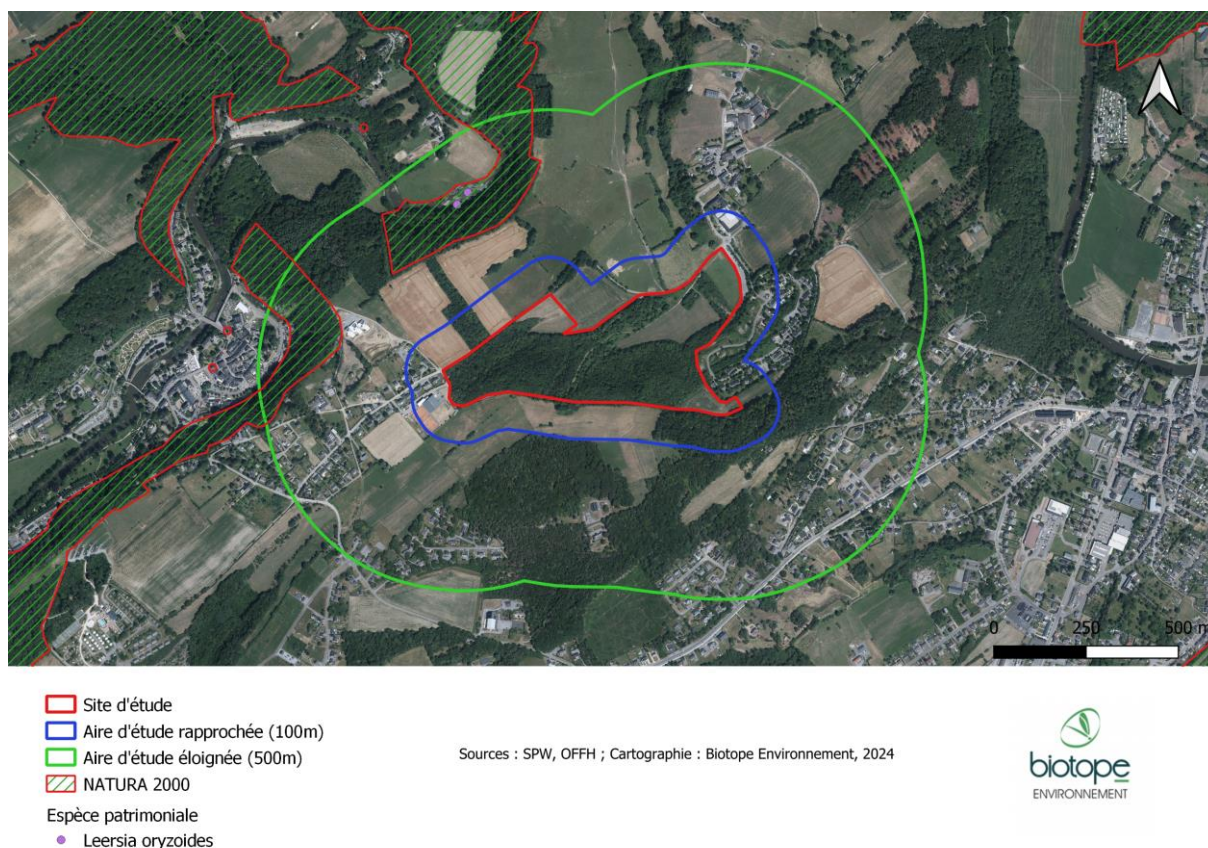 0 250 500 m
Site d'étude
Aire d'étude rapprochée (100m)
Aire d'étude éloignée (500m)
NATURA 2000
Espèce patrimoniale
Leersia oryzoides
Sources : SPW, OFFH ; Cartographie : Biotope Environnement, 2024
biotope
ENVIRONNEMENT